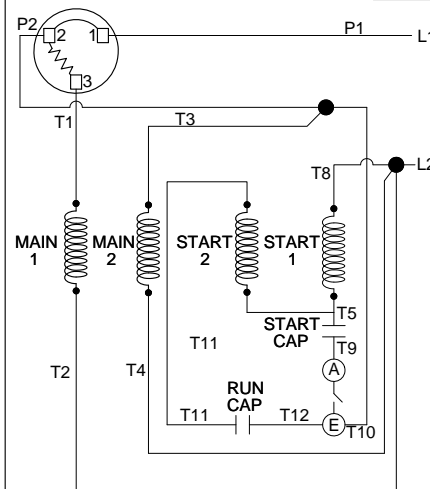 P2
2
1
P1
L1
3
T1
T3
T8
L2
MAIN
1
MAIN
2
START
2
START
1
T5
START
CAP
T9
T11
A
T2
T4
RUN
CAP
T11
T12
E
T10